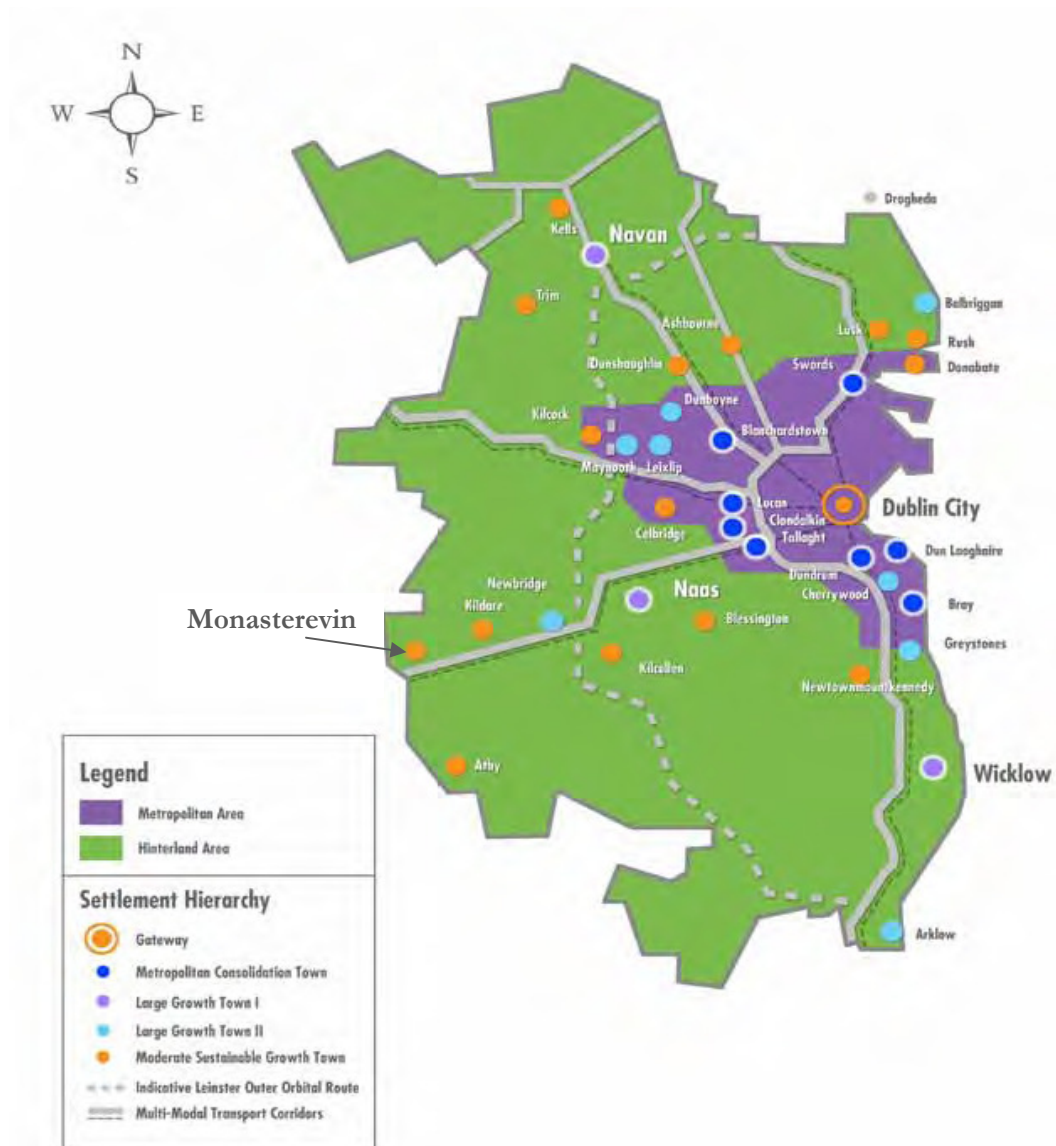 N
W E
S
Drogheda
Kells
Navan
Trim
Balbriggan
Ashbourne
Lusk
Rush
Dunshaughlin
Swords
Donabate
Dunboyne
Kilcock
Blanchardstown
Maynooth Leixlip
Lucan
Dublin City
Clondalkin
Celbridge
Tallaght
Dun Laoghaire
Dundrum
Newbridge
Naas
Cherrywood
Monasterevin
Kildare
Bray
Blessington
Greystones
Kilcullen
Newtownmountkennedy
Athy
Wicklow
Legend
Metropolitan Area
Hinterland Area
Settlement Hierarchy
Gateway
Arklow
Metropolitan Consolidation Town
Large Growth Town I
Large Growth Town II
Moderate Sustainable Growth Town
Indicative Leinster Outer Orbital Route
Multi-Modal Transport Corridors